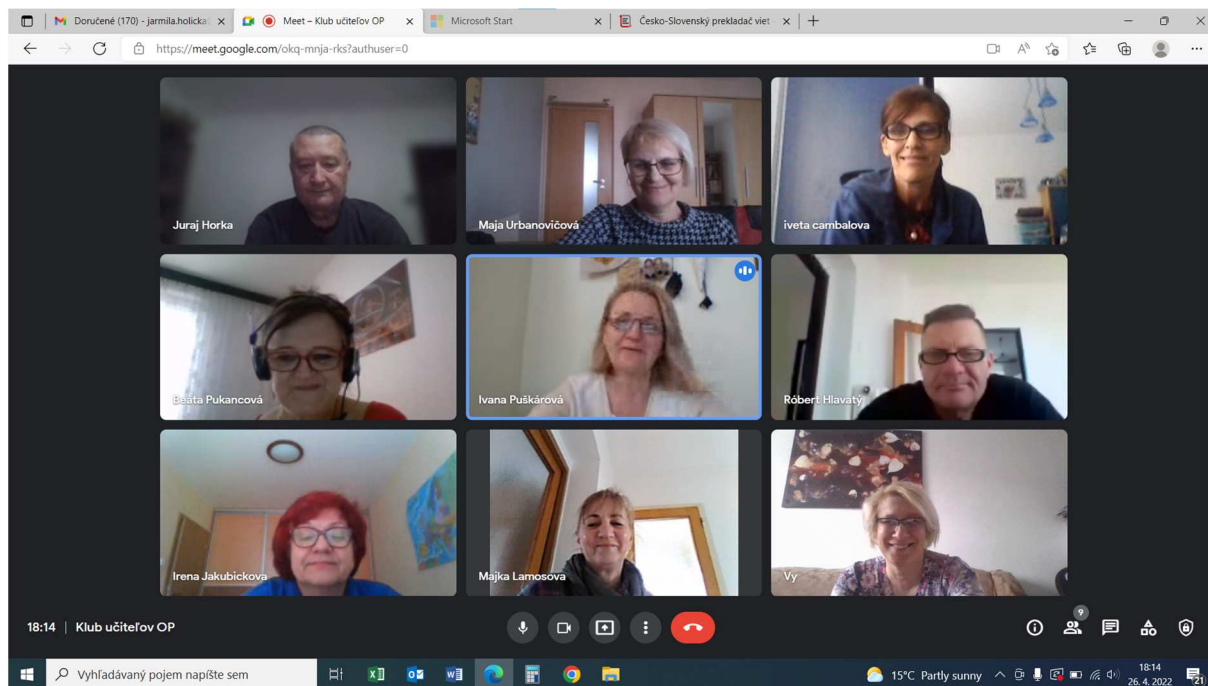 Doručené (170) - jarmila.holicka
Meet – Klub učiteľov OP
Microsoft Start
Česko-Slovenský prekladač viet -
https://meet.google.com/okq-mnja-rks?authuser=0
Juraj Horka
Maja Urbanovičová
iveta cambalova
Beáta Pukancová
Ivana Puškárová
Róbert Hlavatý
Irena Jakubickova
Majka Lamosova
Vy
18:14 | Klub učiteľov OP
9
Vyhľadávaný pojem napíšte sem
15°C Partly sunny
18:14
26. 4. 2022
21